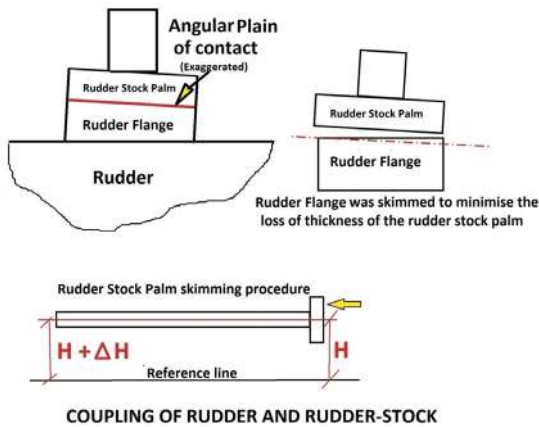 Angular Plain
of contact
(Exaggerated)
Rudder Stock Palm
Rudder Flange
Rudder
Rudder Stock Palm
Rudder Flange
Rudder Flange was skimmed to minimise the
loss of thickness of the rudder stock palm
Rudder Stock Palm skimming procedure
H + Δ H
H
Reference line
COUPLING OF RUDDER AND RUDDER-STOCK